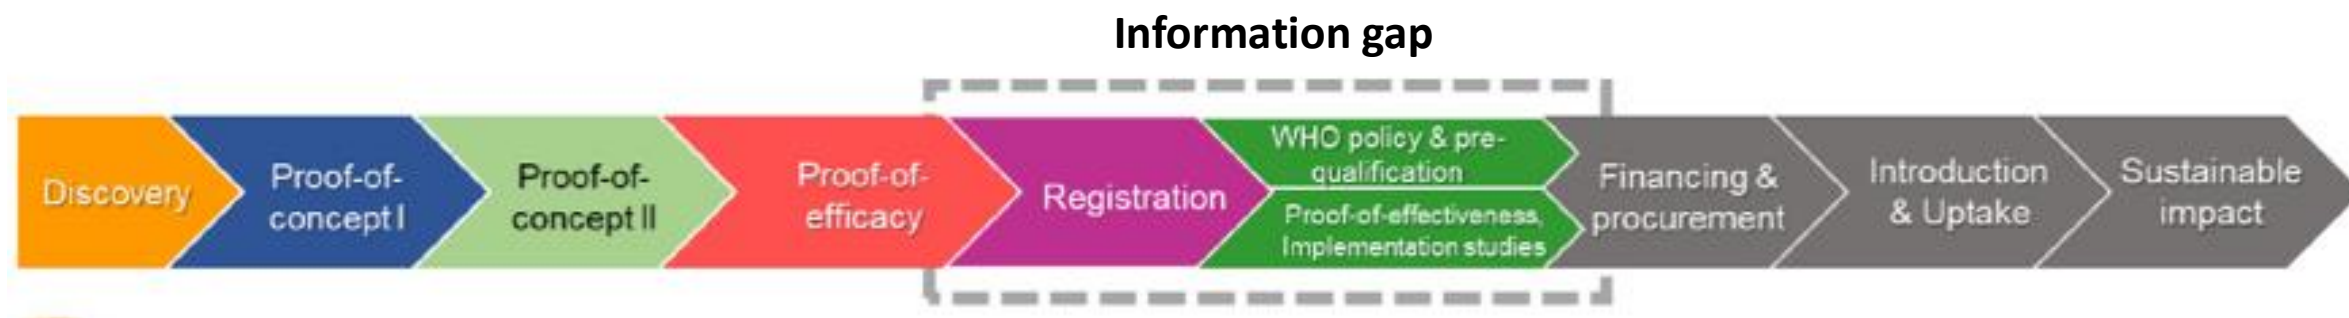 Information gap
Discovery
Proof-of-
concept I
Proof-of-
concept II
Proof-of-
efficacy
Registration
WHO policy & pre-
qualification
Proof-of-effectiveness,
Implementation studies
Financing &
procurement
Introduction
& Uptake
Sustainable
impact